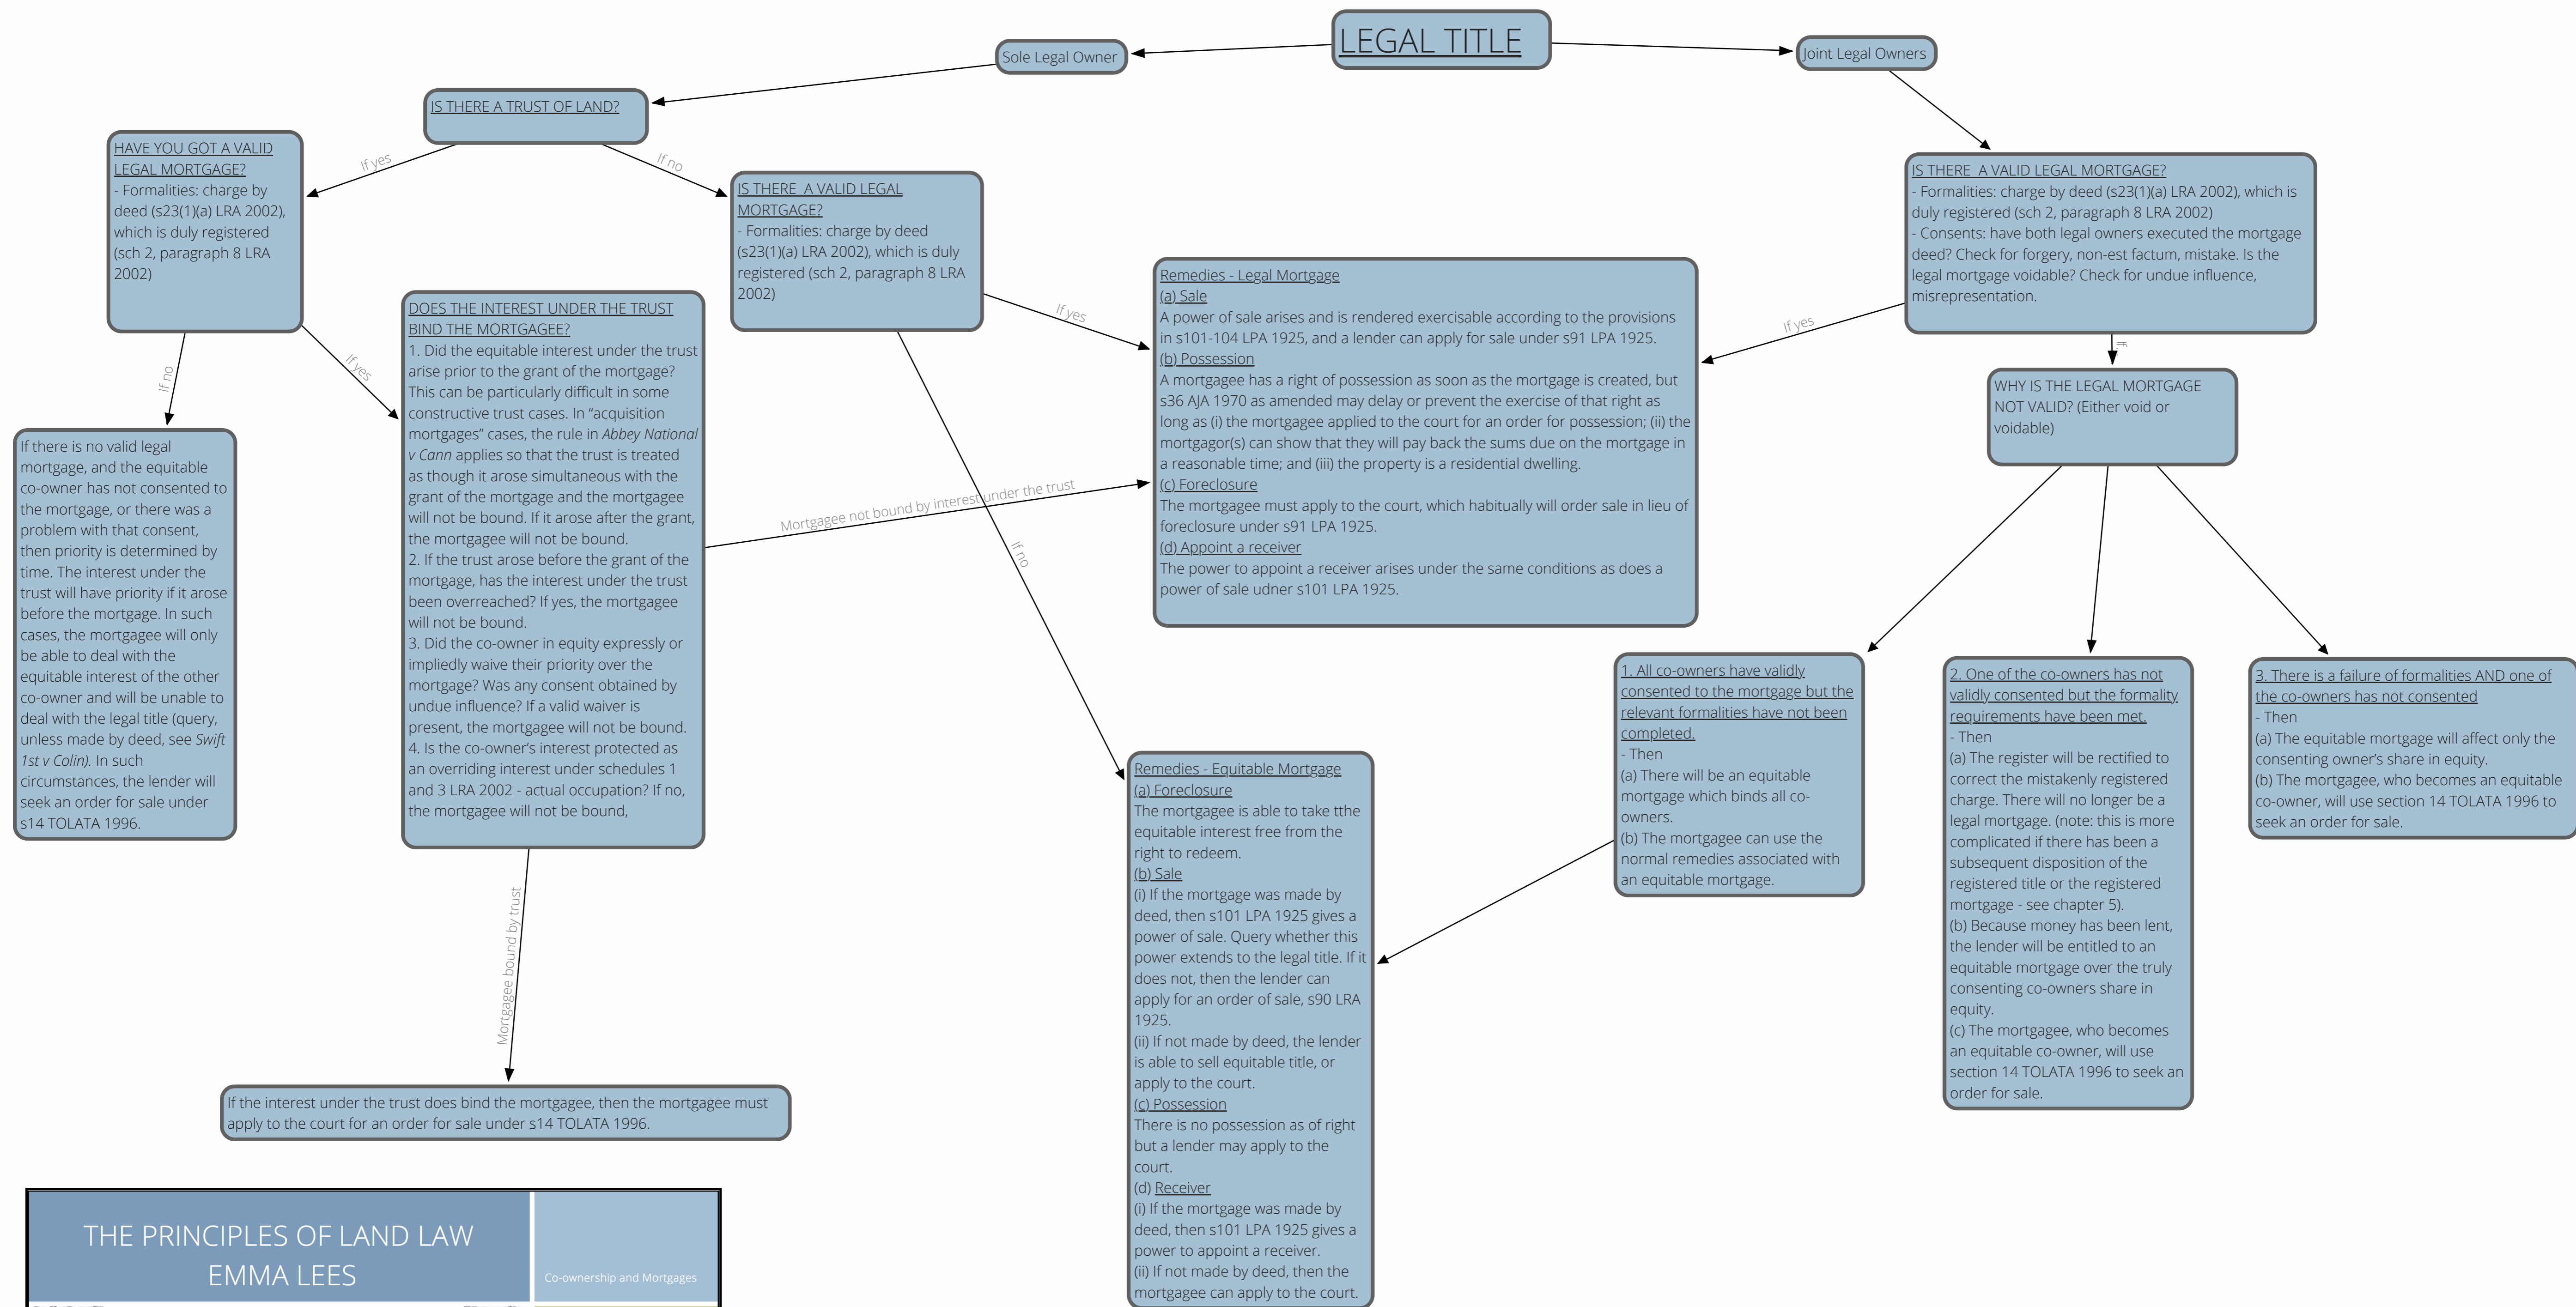 LEGAL TITLE
Sole Legal Owner
Joint Legal Owners
IS THERE A TRUST OF LAND?
If yes
If no
HAVE YOU GOT A VALID
LEGAL MORTGAGE?
- Formalities: charge by
deed (s23(1)(a) LRA 2002),
which is duly registered
(sch 2, paragraph 8 LRA
2002)
If no
If yes
If there is no valid legal
mortgage, and the equitable
co-owner has not consented to
the mortgage, or there was a
problem with that consent,
then priority is determined by
time. The interest under the
trust will have priority if it arose
before the mortgage. In such
cases, the mortgagee will only
be able to deal with the
equitable interest of the other
co-owner and will be unable to
deal with the legal title (query,
unless made by deed, see Swift
1st v Colin). In such
circumstances, the lender will
seek an order for sale under
s14 TOLATA 1996.
DOES THE INTEREST UNDER THE TRUST
BIND THE MORTGAGEE?
1. Did the equitable interest under the trust
arise prior to the grant of the mortgage?
This can be particularly difficult in some
constructive trust cases. In “acquisition
mortgages” cases, the rule in Abbey National
v Cann applies so that the trust is treated
as though it arose simultaneous with the
grant of the mortgage and the mortgagee
will not be bound. If it arose after the grant,
the mortgagee will not be bound.
2. If the trust arose before the grant of the
mortgage, has the interest under the trust
been overreached? If yes, the mortgagee
will not be bound.
3. Did the co-owner in equity expressly or
impliedly waive their priority over the
mortgage? Was any consent obtained by
undue influence? If a valid waiver is
present, the mortgagee will not be bound.
4. Is the co-owner’s interest protected as
an overriding interest under schedules 1
and 3 LRA 2002 - actual occupation? If no,
the mortgagee will not be bound,
Mortgagee not bound by interest under the trust
Mortgagee bound by trust
If the interest under the trust does bind the mortgagee, then the mortgagee must
apply to the court for an order for sale under s14 TOLATA 1996.
IS THERE A VALID LEGAL
MORTGAGE?
- Formalities: charge by deed
(s23(1)(a) LRA 2002), which is duly
registered (sch 2, paragraph 8 LRA
2002)
If yes
If no
Remedies - Legal Mortgage
(a) Sale
A power of sale arises and is rendered exercisable according to the provisions
in s101-104 LPA 1925, and a lender can apply for sale under s91 LPA 1925.
(b) Possession
A mortgagee has a right of possession as soon as the mortgage is created, but
s36 AJA 1970 as amended may delay or prevent the exercise of that right as
long as (i) the mortgagee applied to the court for an order for possession; (ii) the
mortgagor(s) can show that they will pay back the sums due on the mortgage in
a reasonable time; and (iii) the property is a residential dwelling.
(c) Foreclosure
The mortgagee must apply to the court, which habitually will order sale in lieu of
foreclosure under s91 LPA 1925.
(d) Appoint a receiver
The power to appoint a receiver arises under the same conditions as does a
power of sale udner s101 LPA 1925.
Remedies - Equitable Mortgage
(a) Foreclosure
The mortgagee is able to take tthe
equitable interest free from the
right to redeem.
(b) Sale
(i) If the mortgage was made by
deed, then s101 LPA 1925 gives a
power of sale. Query whether this
power extends to the legal title. If it
does not, then the lender can
apply for an order of sale, s90 LRA
1925.
(ii) If not made by deed, the lender
is able to sell equitable title, or
apply to the court.
(c) Possession
There is no possession as of right
but a lender may apply to the
court.
(d) Receiver
(i) If the mortgage was made by
deed, then s101 LPA 1925 gives a
power to appoint a receiver.
(ii) If not made by deed, then the
mortgagee can apply to the court.
IS THERE A VALID LEGAL MORTGAGE?
- Formalities: charge by deed (s23(1)(a) LRA 2002), which is
duly registered (sch 2, paragraph 8 LRA 2002)
- Consents: have both legal owners executed the mortgage
deed? Check for forgery, non-est factum, mistake. Is the
legal mortgage voidable? Check for undue influence,
misrepresentation.
If yes
If
WHY IS THE LEGAL MORTGAGE
NOT VALID? (Either void or
voidable)
1. All co-owners have validly
consented to the mortgage but the
relevant formalities have not been
completed.
- Then
(a) There will be an equitable
mortgage which binds all co-
owners.
(b) The mortgagee can use the
normal remedies associated with
an equitable mortgage.
2. One of the co-owners has not
validly consented but the formality
requirements have been met.
- Then
(a) The register will be rectified to
correct the mistakenly registered
charge. There will no longer be a
legal mortgage. (note: this is more
complicated if there has been a
subsequent disposition of the
registered title or the registered
mortgage - see chapter 5).
(b) Because money has been lent,
the lender will be entitled to an
equitable mortgage over the truly
consenting co-owners share in
equity.
(c) The mortgagee, who becomes
an equitable co-owner, will use
section 14 TOLATA 1996 to seek an
order for sale.
3. There is a failure of formalities AND one of
the co-owners has not consented
- Then
(a) The equitable mortgage will affect only the
consenting owner’s share in equity.
(b) The mortgagee, who becomes an equitable
co-owner, will use section 14 TOLATA 1996 to
seek an order for sale.
THE PRINCIPLES OF LAND LAW
EMMA LEES
Co-ownership and Mortgages